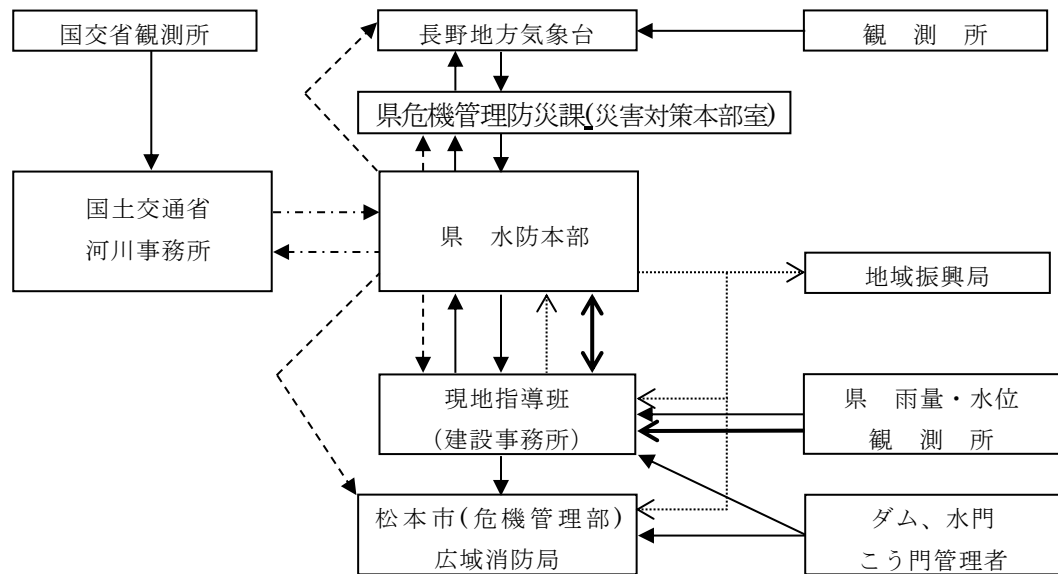 国交省観測所
長野地方気象台
観　測　所
県危機管理防災課(災害対策本部室)
国土交通省
河川事務所
県　水防本部
地域振興局
現地指導班
(建設事務所)
県　雨量・水位
観　測　所
松本市(危機管理部)
広域消防局
ダム、水門
こう門管理者